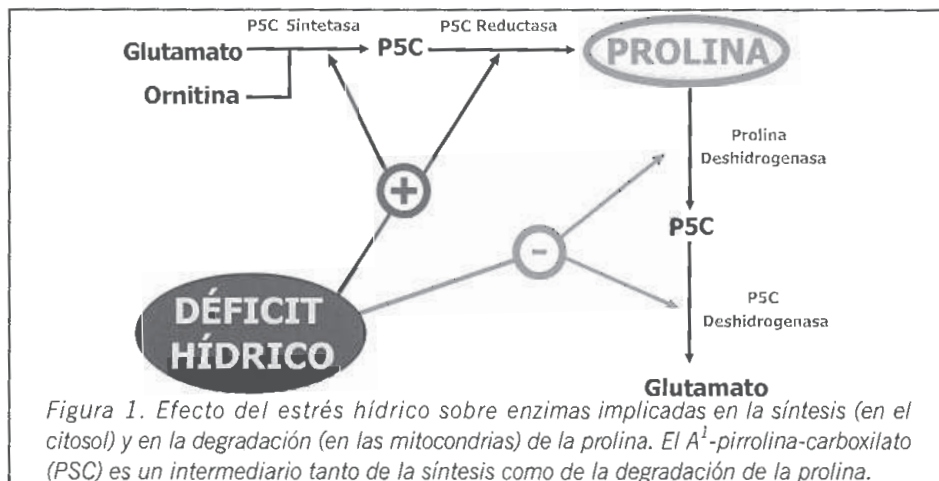 P5C Sintetasa
P5C Reductasa
Glutamato
P5C
PROLINA
Ornitina
Prolina
Deshidrogenasa
+
P5C
-
DÉFICIT
HÍDRICO
P5C
Deshidrogenasa
Glutamato
Figura 1. Efecto del estrés hídrico sobre enzimas implicadas en la síntesis (en el
citosol) y en la degradación (en las mitocondrias) de la prolina. El A¹-pirrolina-carboxilato
(PSC) es un intermediario tanto de la síntesis como de la degradación de la prolina.